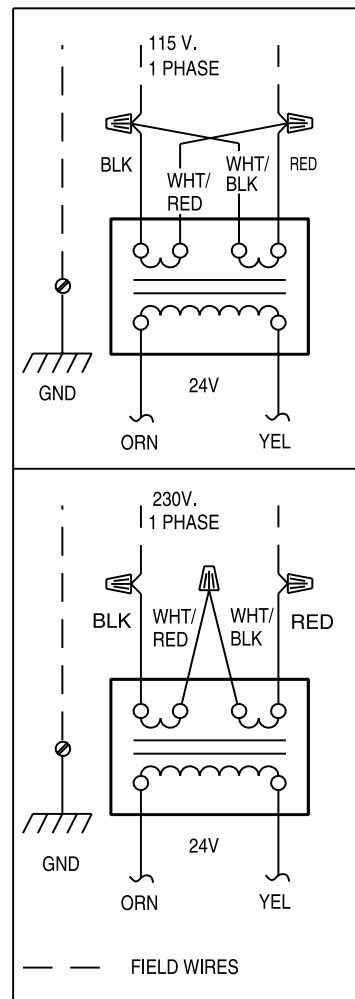 115 V.
1 PHASE
BLK
WHT/
RED
WHT/
BLK
RED
24V
GND
ORN
YEL
230V.
1 PHASE
BLK
WHT/
RED
WHT/
BLK
RED
24V
GND
ORN
YEL
FIELD WIRES